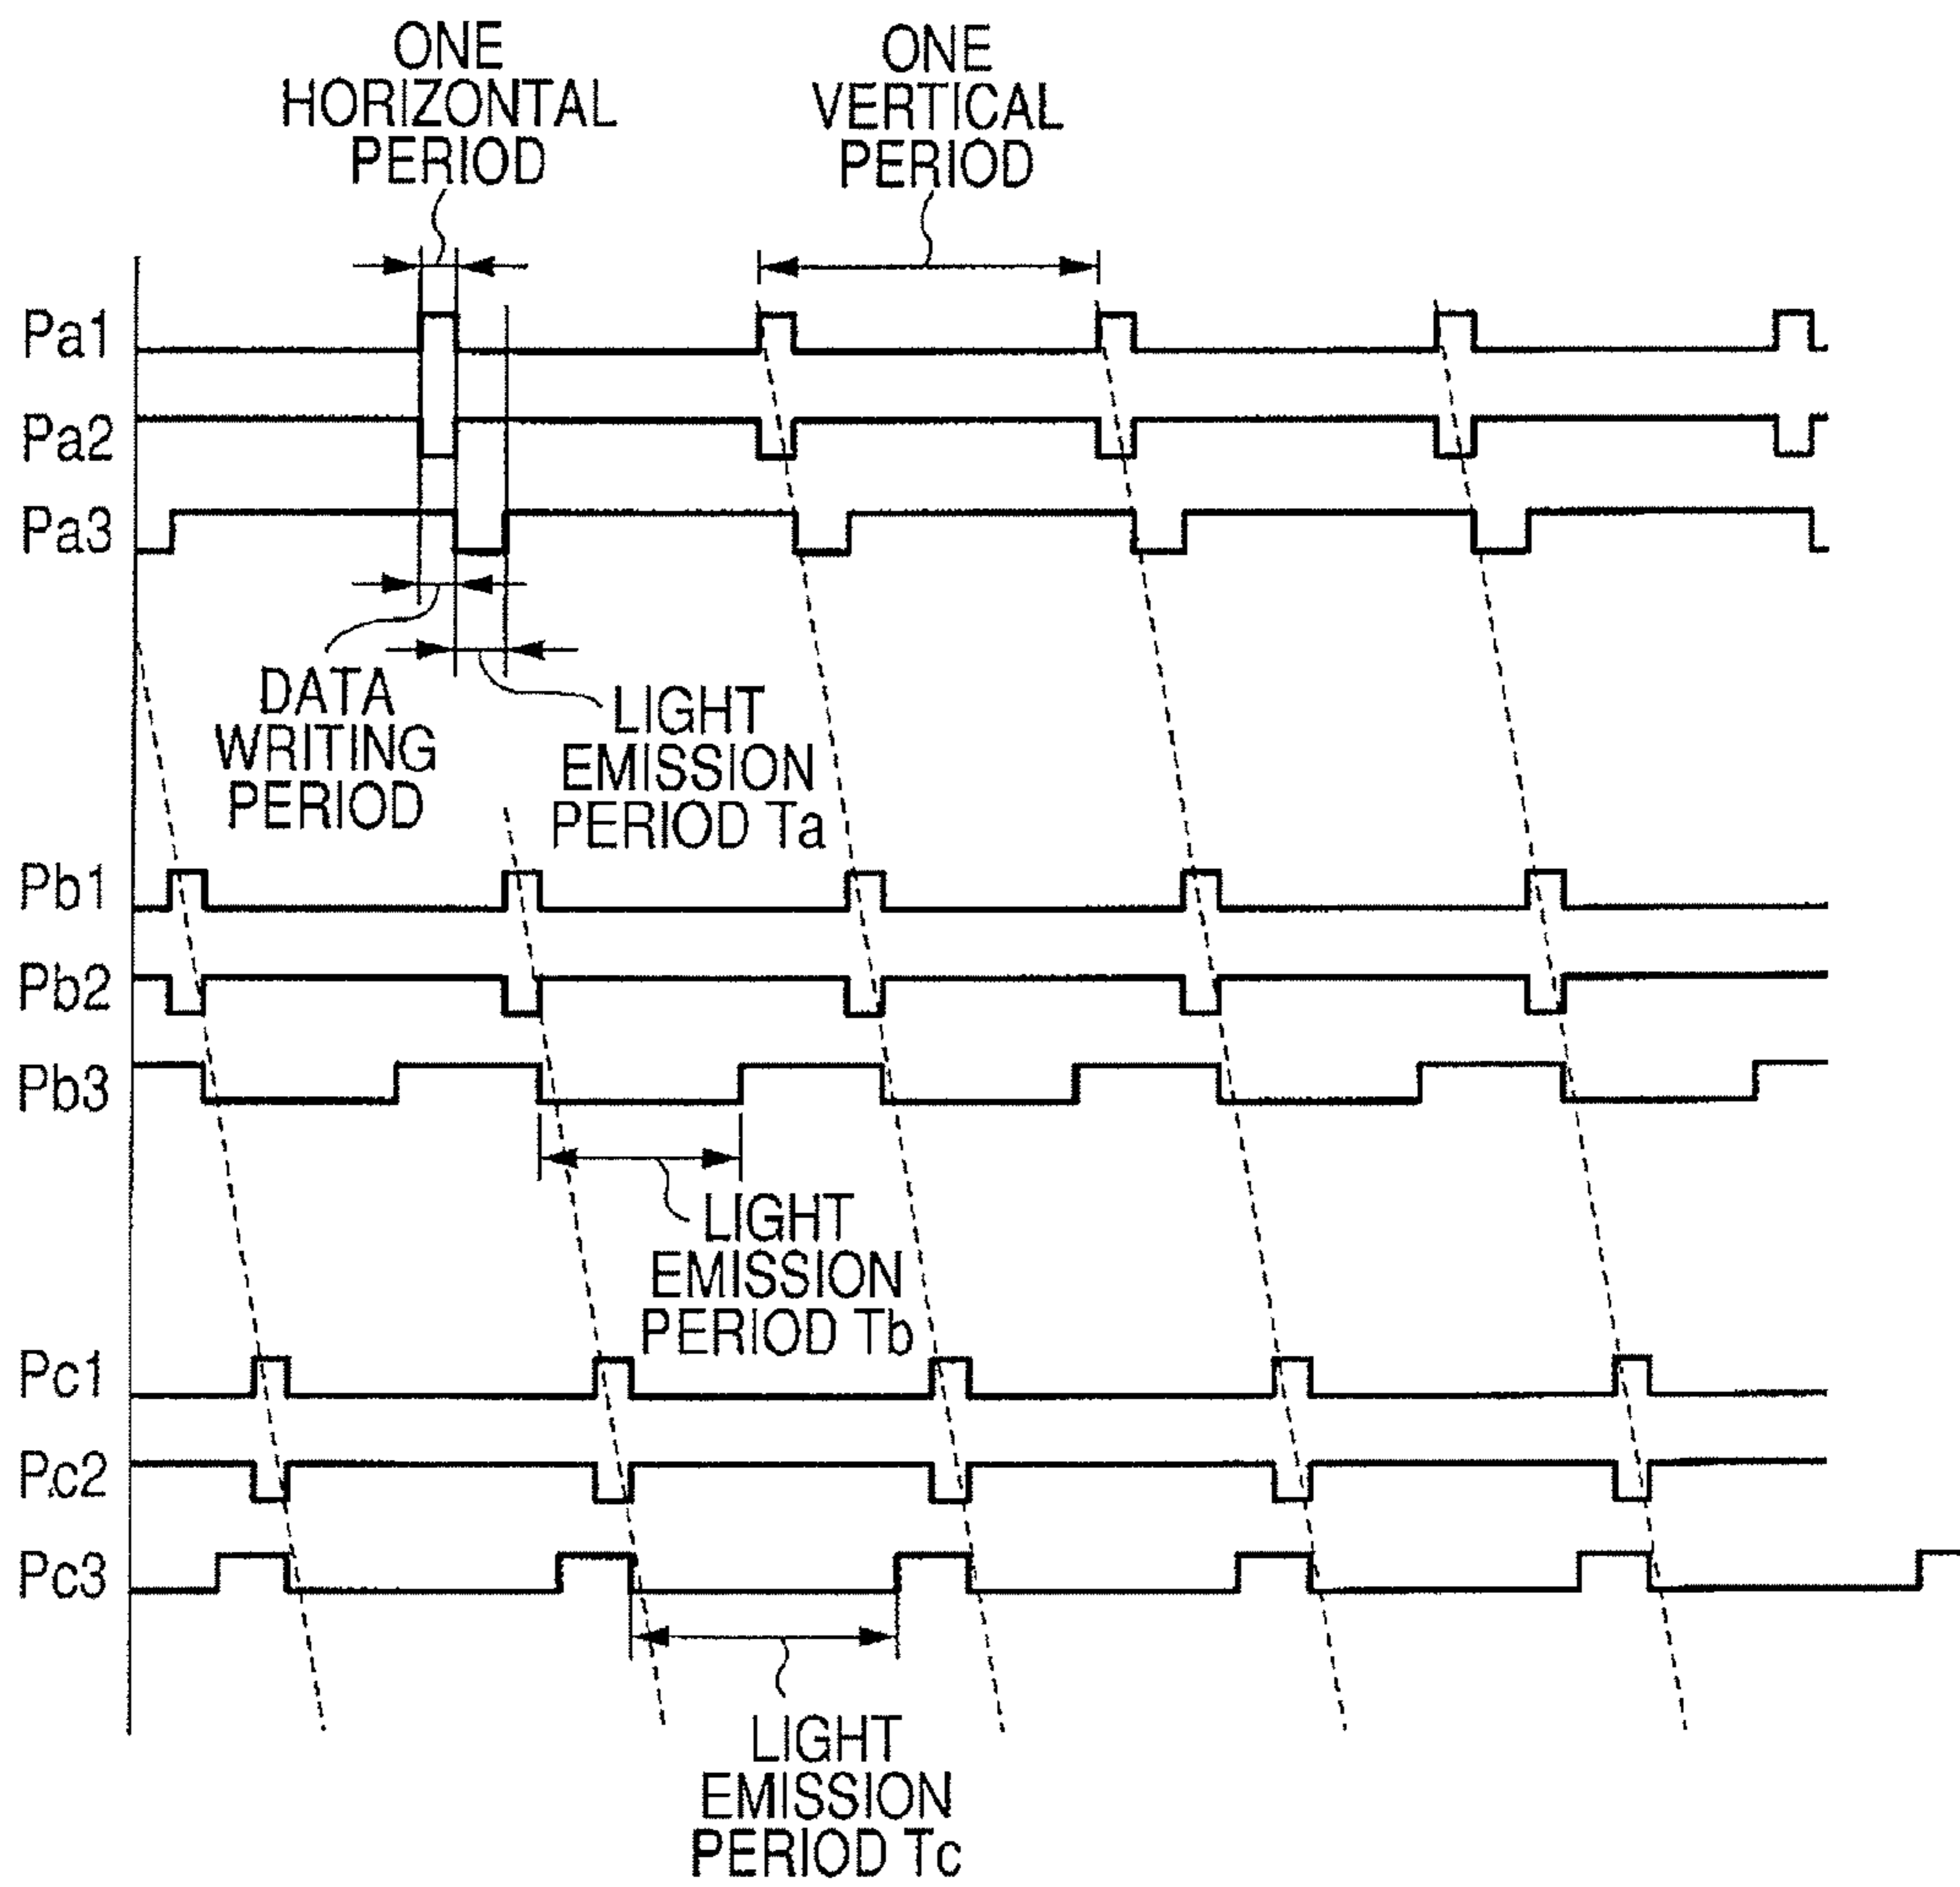 ONE
HORIZONTAL
PERIOD
ONE
VERTICAL
PERIOD
Pa1
Pa2
Pa3
DATA
WRITING
PERIOD
LIGHT
EMISSION
PERIOD Ta
Pb1
Pb2
Pb3
LIGHT
EMISSION
PERIOD Tb
Pc1
Pc2
Pc3
LIGHT
EMISSION
PERIOD Tc